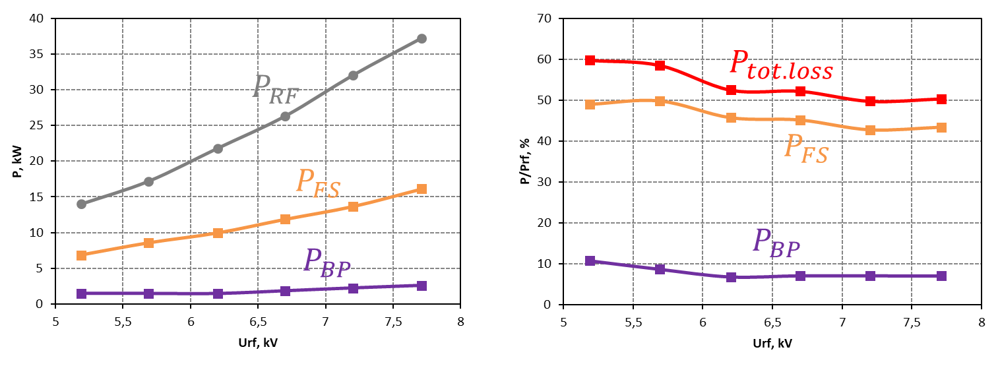 40
35
30
25
20
15
10
5
0
P, kW
P_RF
P_FS
P_BP
5 5,5 6 6,5 7 7,5 8
Urf, kV
70
60
50
40
30
20
10
0
P/Prf, %
P_tot.loss
P_FS
P_BP
5 5,5 6 6,5 7 7,5 8
Urf, kV